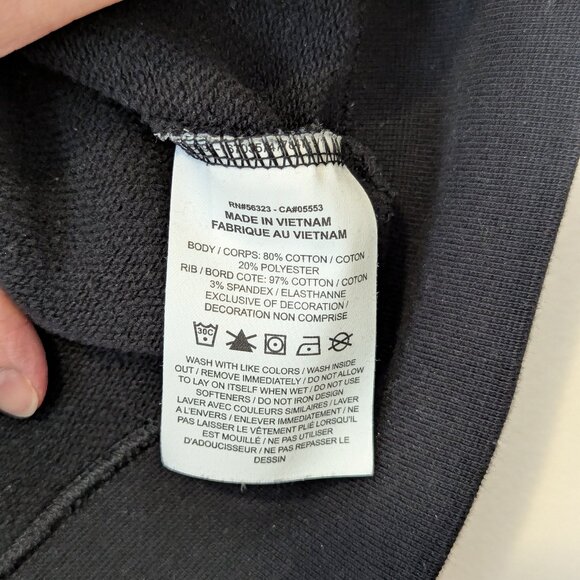 RN#56323 - CA#05553
MADE IN VIETNAM
FABRIQUE AU VIETNAM
BODY / CORPS: 80% COTTON / COTON
20% POLYESTER
RIB / BORD COTE: 97% COTTON / COTON
3% SPANDEX / ELASTHANNE
EXCLUSIVE OF DECORATION /
DECORATION NON COMPRISE
30C
WASH WITH LIKE COLORS / WASH INSIDE
OUT / REMOVE IMMEDIATELY / DO NOT ALLOW
TO LAY ON ITSELF WHEN WET / DO NOT USE
SOFTENERS / DO NOT IRON DESIGN
LAVER AVEC COULEURS SIMILAIRES / LAVER
A L'ENVERS / ENLEVER IMMÉDIATEMENT / NE
PAS LAISSER LE VÊTEMENT PLIÉ LORSQU'IL
EST MOUILLÉ / NE PAS UTILISER
D'ADOUCISSEUR / NE PAS REPASSER LE
DESSIN